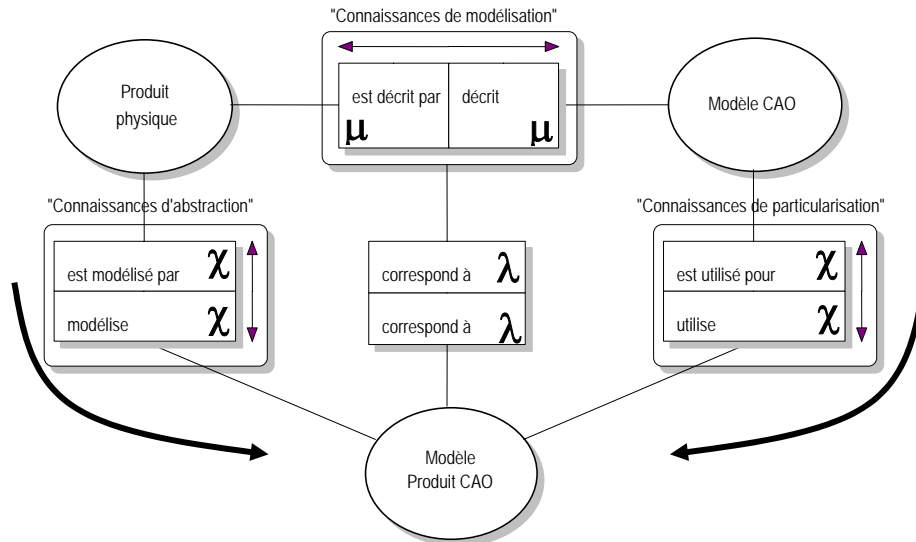 "Connaissances de modélisation"
Produit
physique
est décrit par
décrit
μ
μ
Modèle CAO
"Connaissances d'abstraction"
"Connaissances de particularisation"
est modélisé par χ
modélise χ
correspond à λ
correspond à λ
est utilisé pour χ
utilise χ
Modèle
Produit CAO